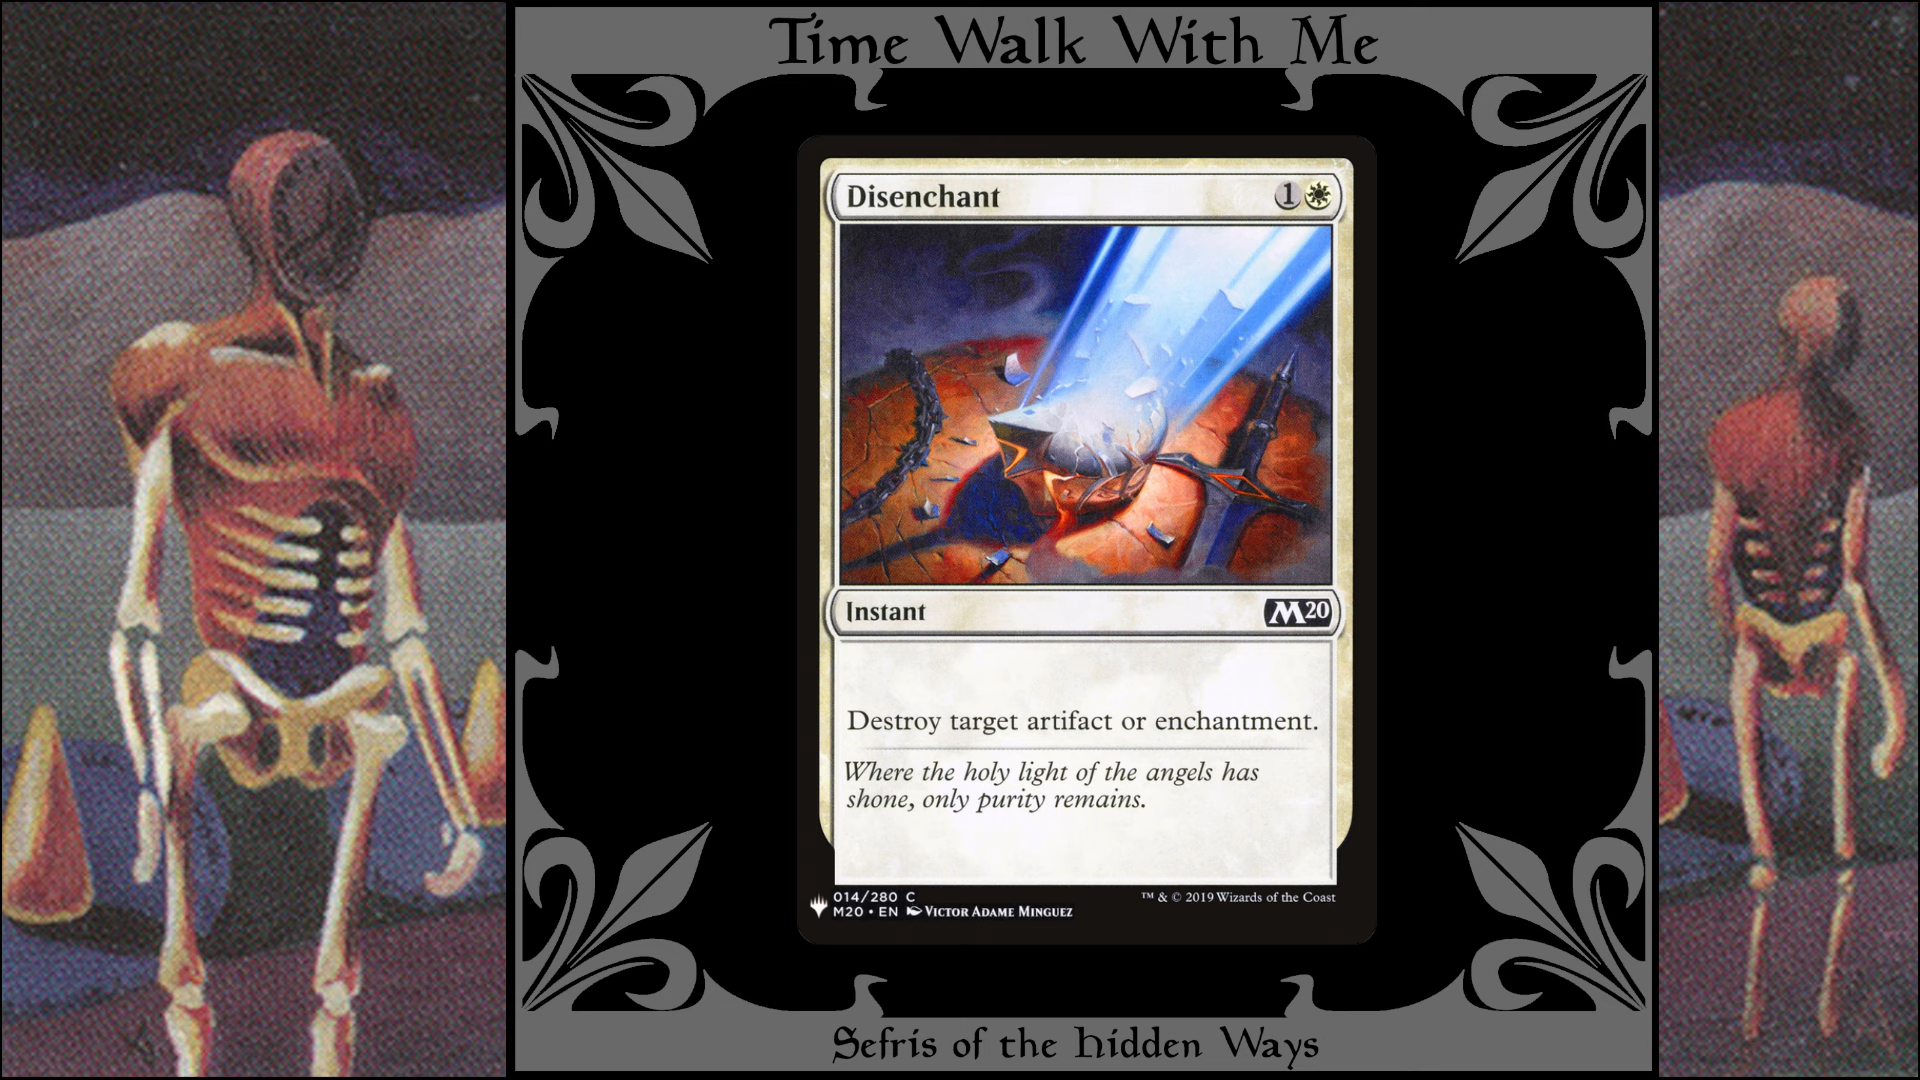 Time Walk With Me
Disenchant 1
Instant M20
Destroy target artifact or enchantment.
Where the holy light of the angels has
shone, only purity remains.
014/280 C
M20 • EN Victor Adame Minguez
™ & © 2019 Wizards of the Coast
Sefris of the Hidden Ways